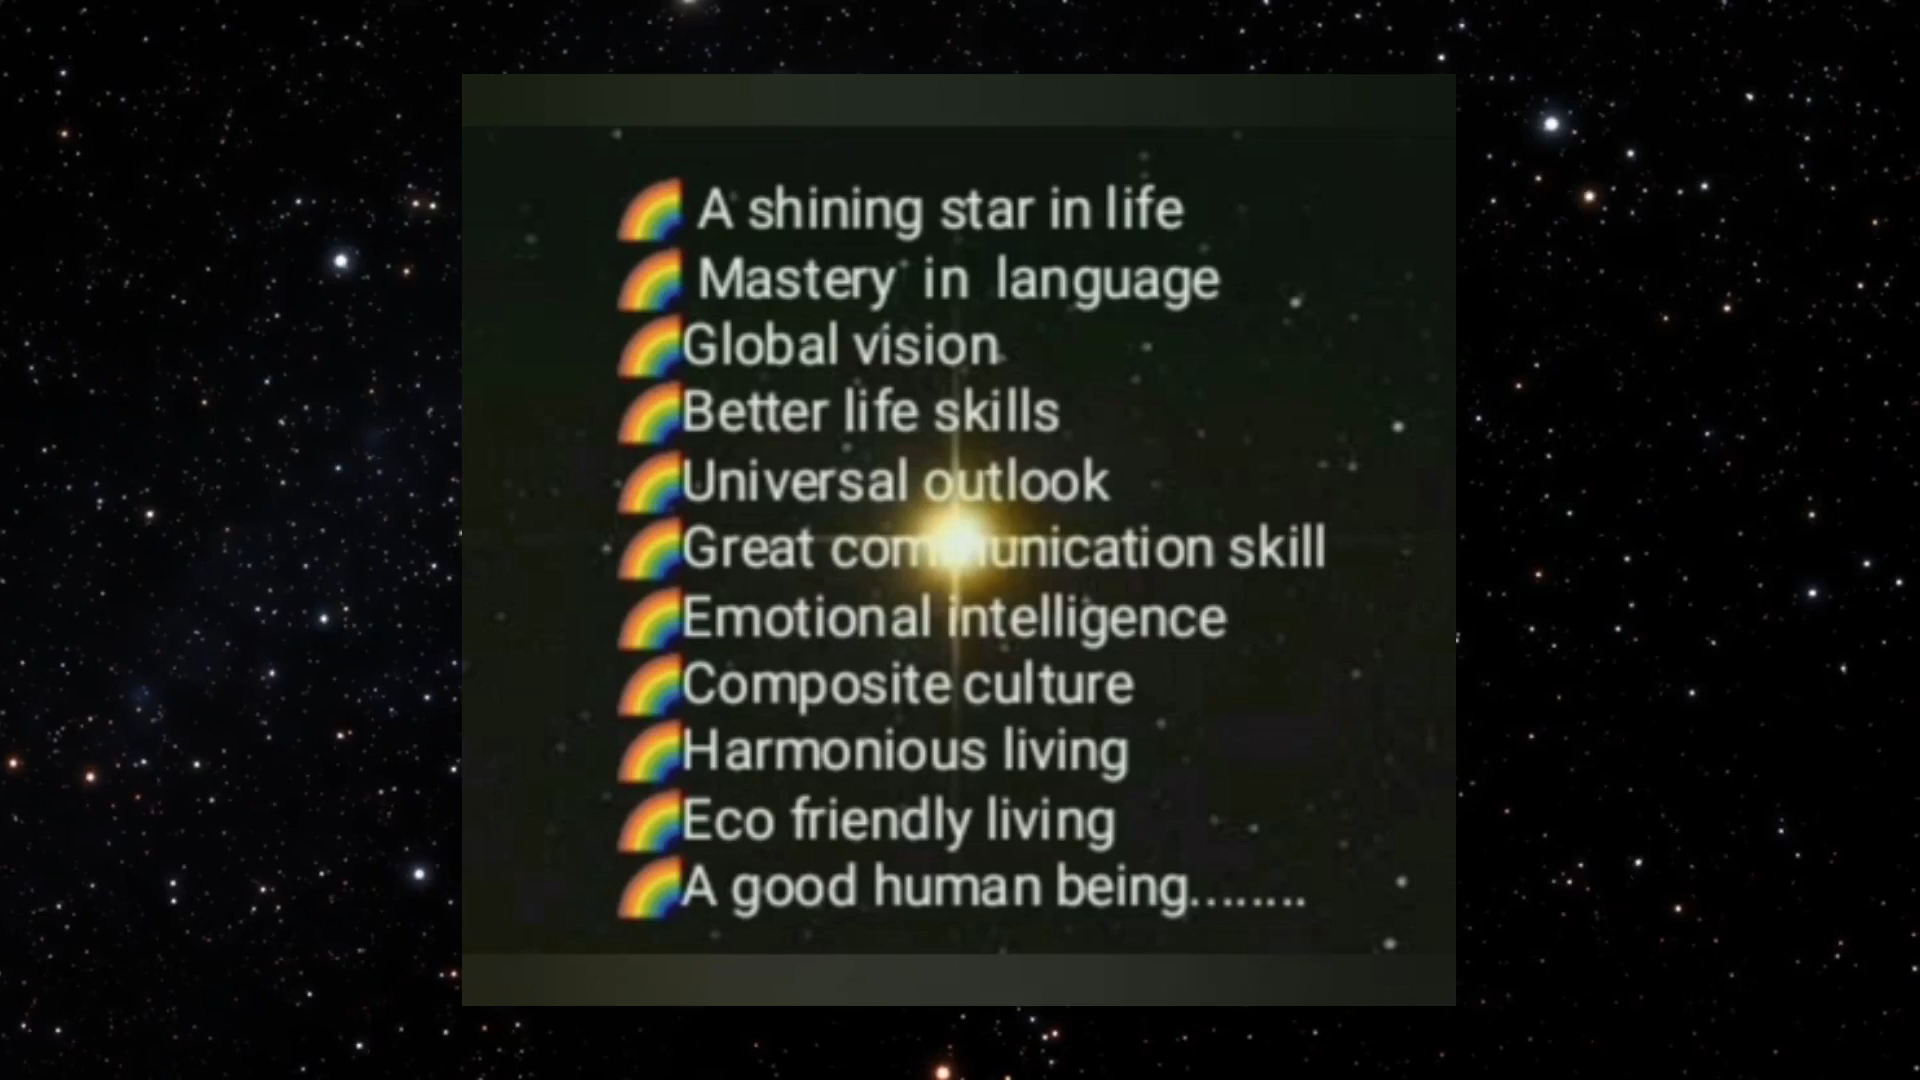 🌈 A shining star in life
🌈 Mastery in language
🌈Global vision
🌈Better life skills
🌈Universal outlook
🌈Great communication skill
🌈Emotional intelligence
🌈Composite culture
🌈Harmonious living
🌈Eco friendly living
🌈A good human being........